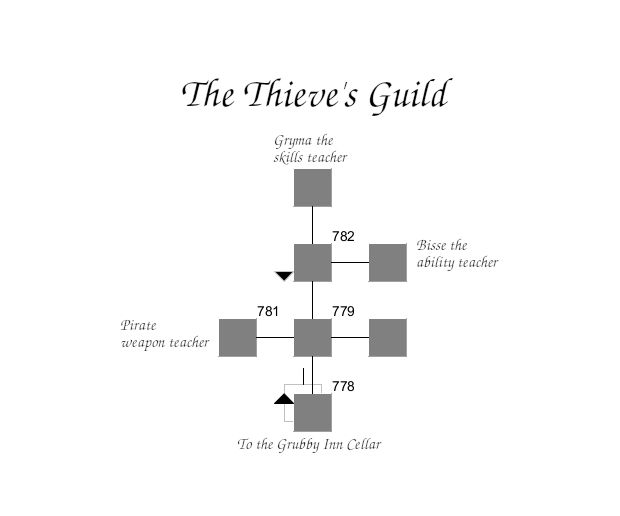 The Thieve's Guild
Gryma the
skills teacher
782
Bisse the
ability teacher
781
779
Pirate
weapon teacher
778
To the Grubby Inn Cellar